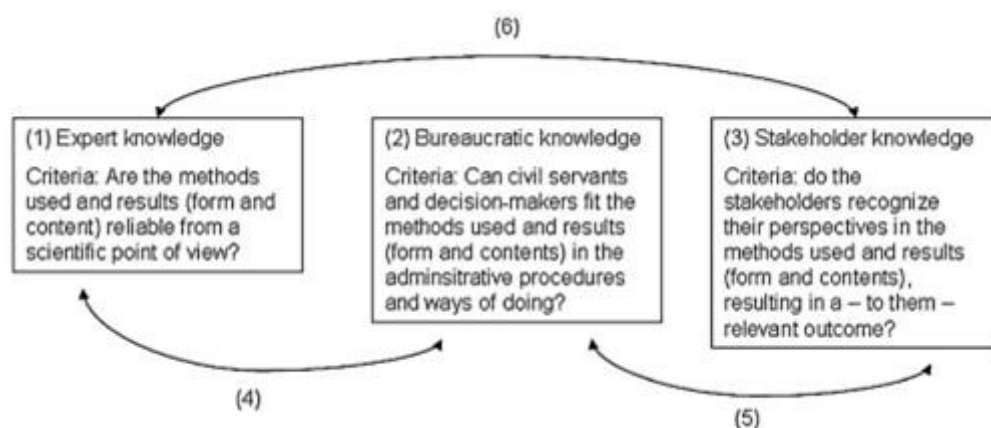 (6)
(1) Expert knowledge
Criteria: Are the methods
used and results (form and
content) reliable from a
scientific point of view?
(2) Bureaucratic knowledge
Criteria: Can civil servants
and decision-makers fit the
methods used and results
(form and contents) in the
adminsitrative procedures
and ways of doing?
(3) Stakeholder knowledge
Criteria: do the
stakeholders recognize
their perspectives in the
methods used and results
(form and contents),
resulting in a – to them –
relevant outcome?
(4)
(5)